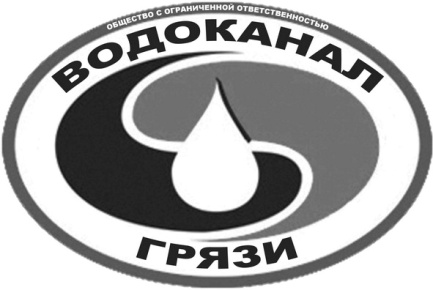 ОБЩЕСТВО С ОГРАНИЧЕННОЙ ОТВЕТСТВЕННОСТЬЮ
ВОДОКАНАЛ
ГРЯЗИ